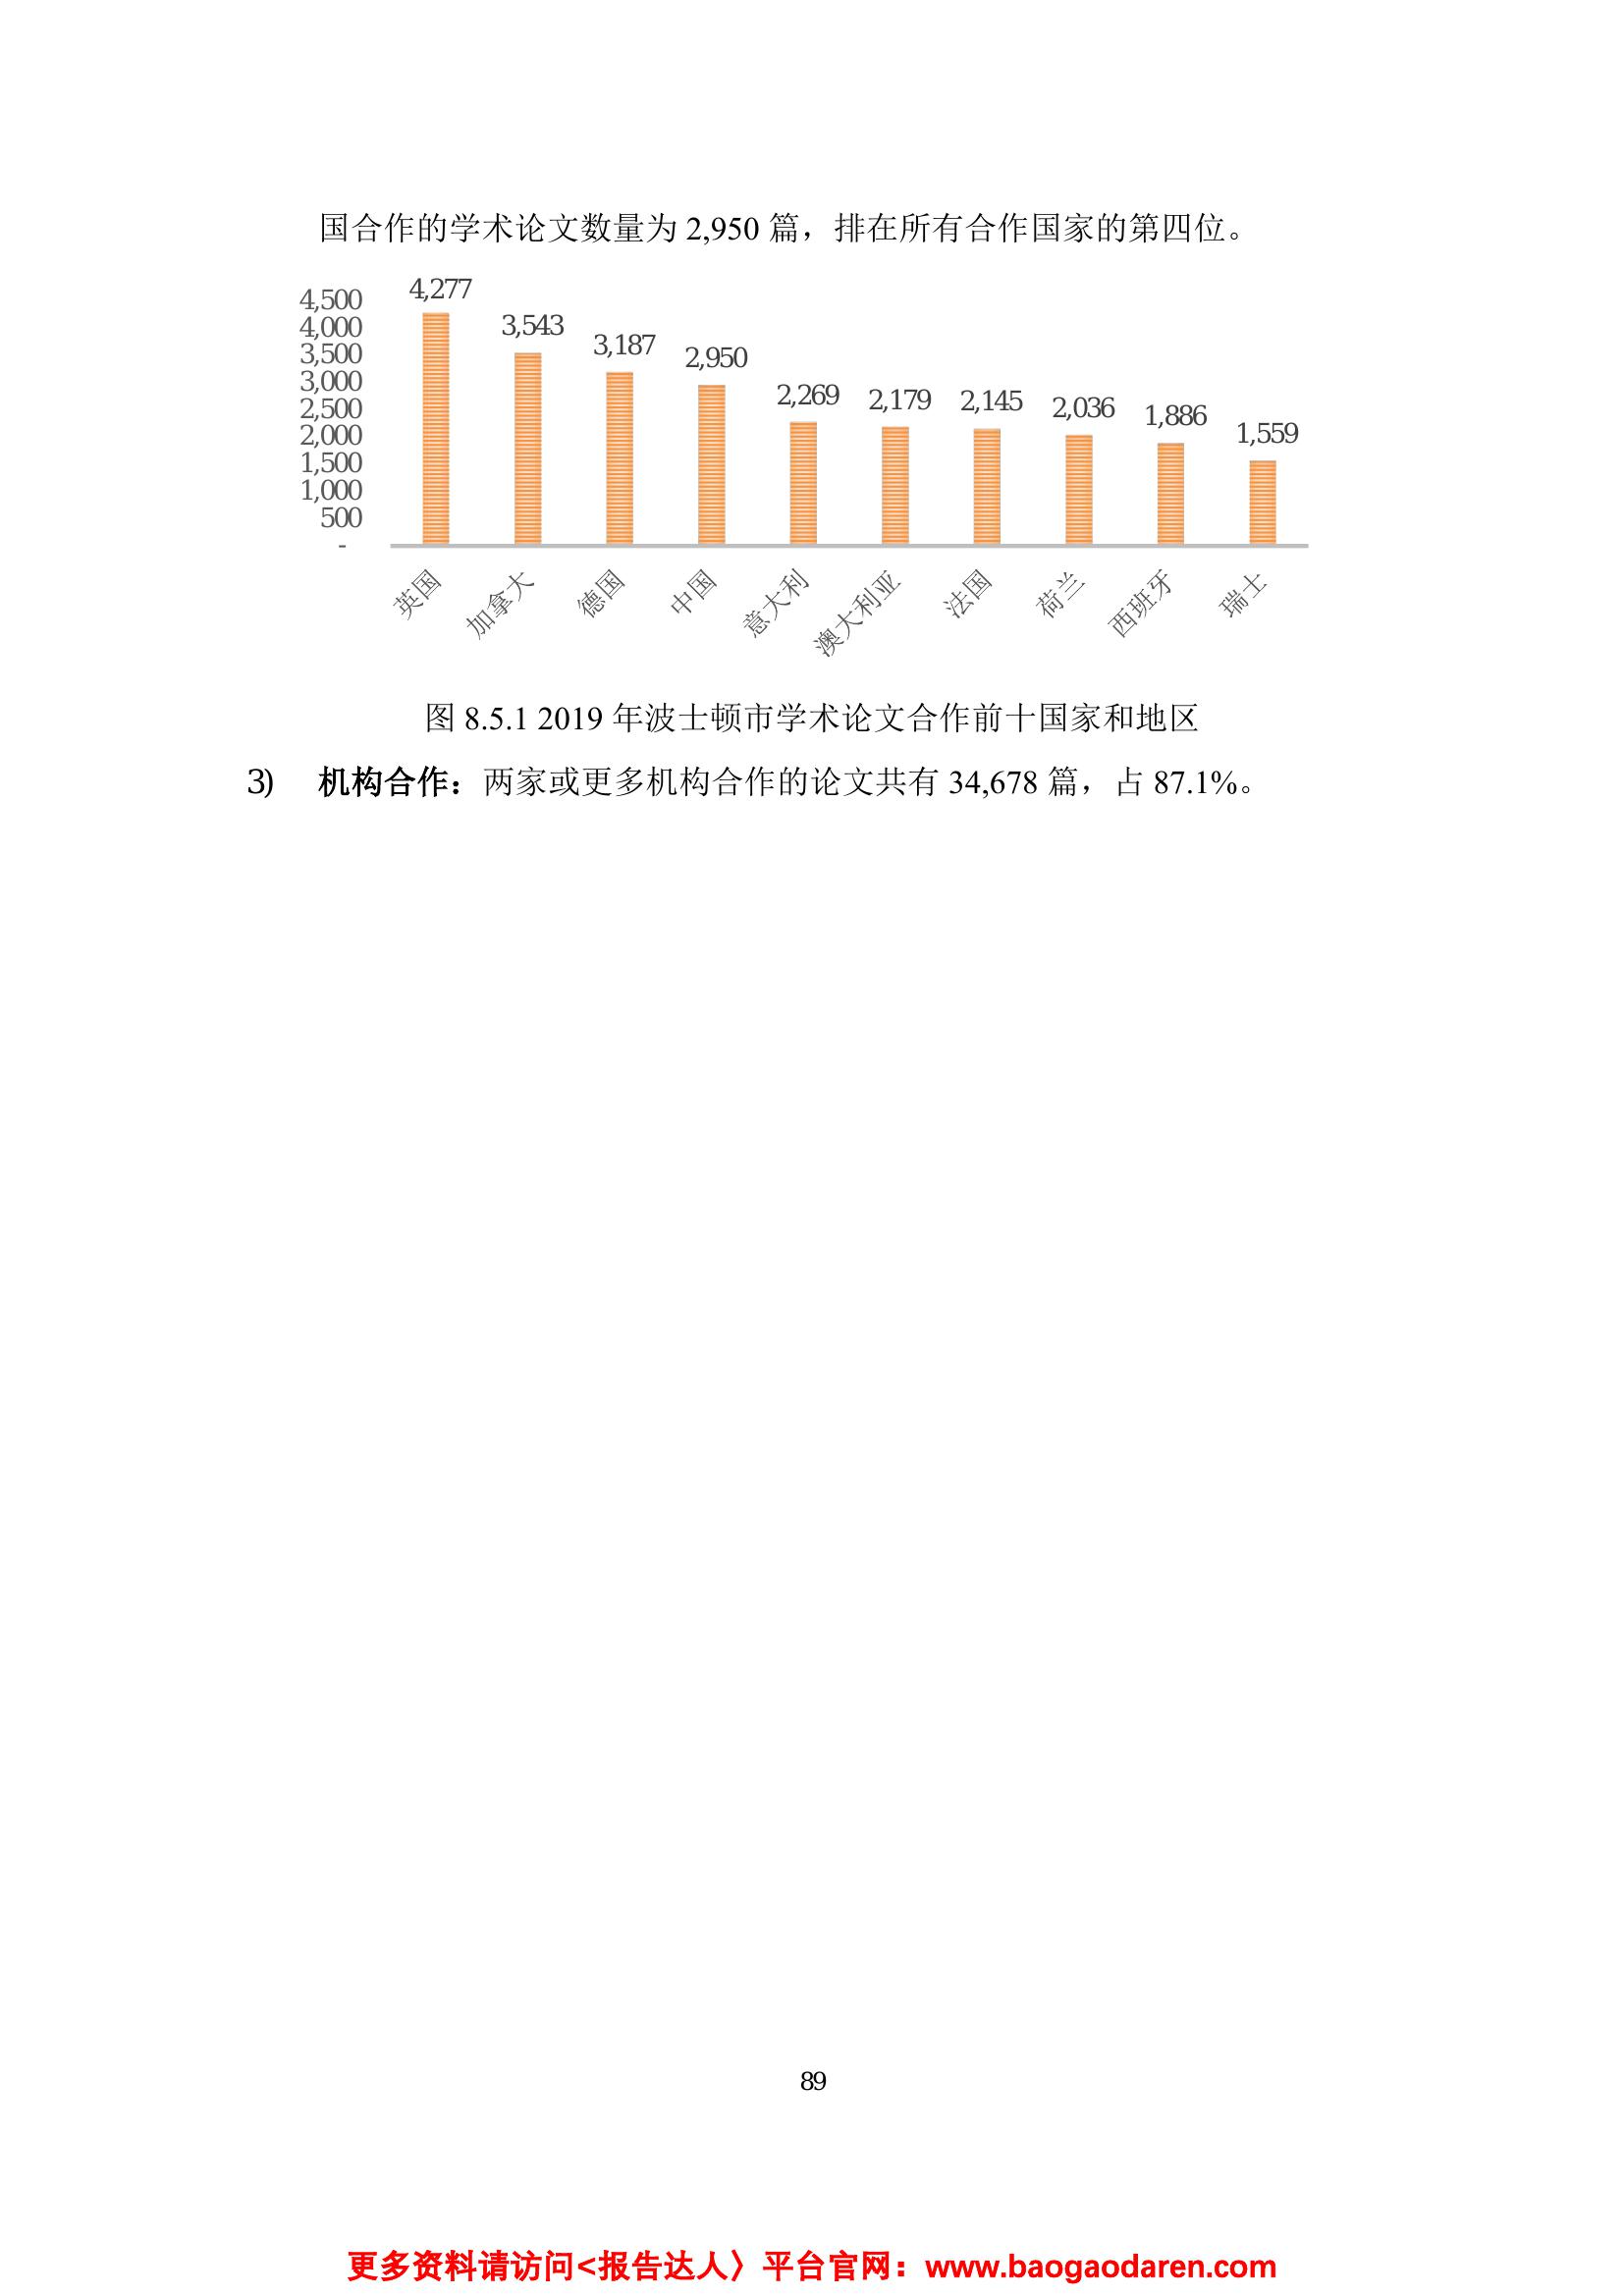 国合作的学术论文数量为 2,950 篇，排在所有合作国家的第四位。
4,500
4,000
3,500
3,000
2,500
2,000
1,500
1,000
500
-
4,277
3,543
3,187
2,950
2,269
2,179
2,145
2,036
1,886
1,559
英国
加拿大
德国
中国
意大利
澳大利亚
法国
荷兰
西班牙
瑞士
图 8.5.1 2019 年波士顿市学术论文合作前十国家和地区
3) 机构合作：两家或更多机构合作的论文共有 34,678 篇，占 87.1%。
89
更多资料请访问<报告达人〉平台官网：www.baogaodaren.com